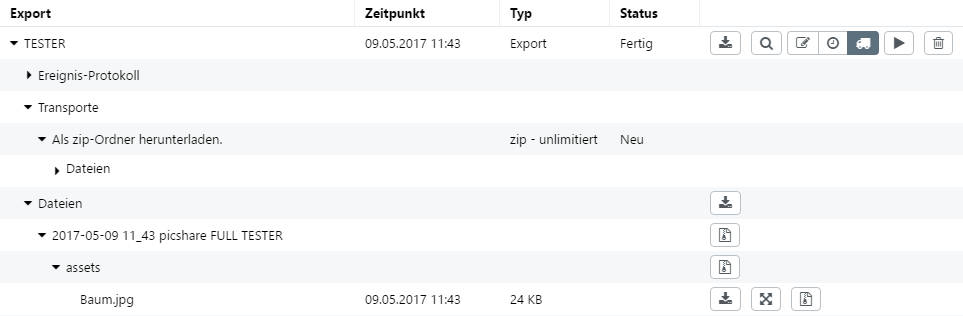 Export Zeitpunkt Typ Status
TESTER 09.05.2017 11:43 Export Fertig
Ereignis-Protokoll
Transporte
Als zip-Ordner herunterladen. zip - unlimitiert Neu
Dateien
Dateien
2017-05-09 11_43 picshare FULL TESTER
assets
Baum.jpg 09.05.2017 11:43 24 KB